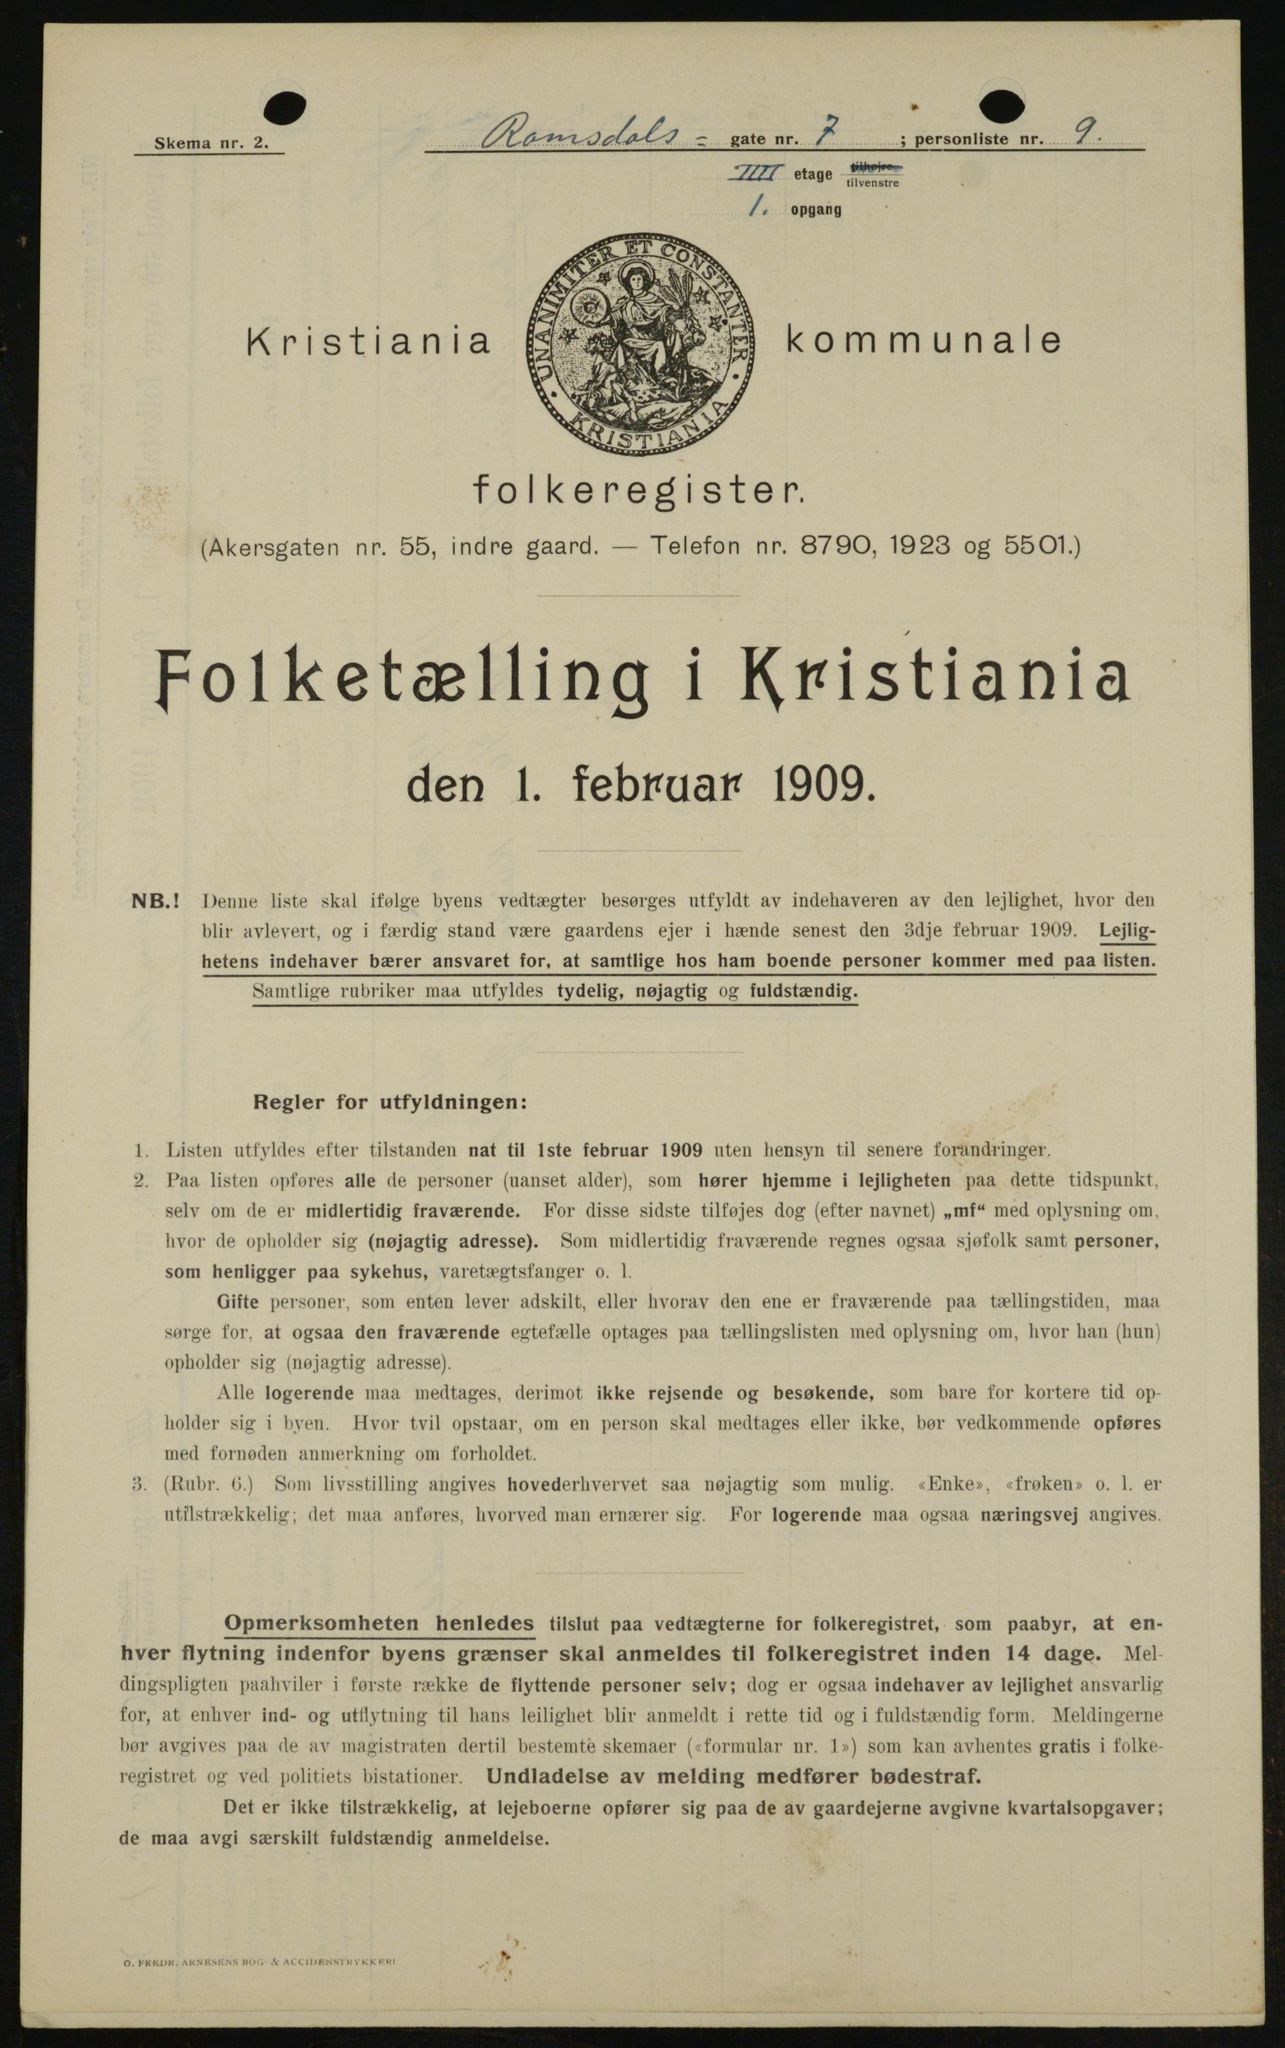 Skema nr. 2.
Romsdals- gate nr. 7 ; personliste nr. 9.
IIII etage tilhøjre tilvenstre
1. opgang
UNANIMITER ET CONSTANTER · KRISTIANIA ·
Kristiania kommunale
folkeregister.
(Akersgaten nr. 55, indre gaard. — Telefon nr. 8790, 1923 og 5501.)
Folketælling i Kristiania
den 1. februar 1909.
NB.! Denne liste skal ifølge byens vedtægter besørges utfyldt av indehaveren av den lejlighet, hvor den
blir avlevert, og i færdig stand være gaardens ejer i hænde senest den 3dje februar 1909. Lejlig-
hetens indehaver bærer ansvaret for, at samtlige hos ham boende personer kommer med paa listen.
Samtlige rubriker maa utfyldes tydelig, nøjagtig og fuldstændig.
Regler for utfyldningen:
1. Listen utfyldes efter tilstanden nat til 1ste februar 1909 uten hensyn til senere forandringer.
2. Paa listen opføres alle de personer (uanset alder), som hører hjemme i lejligheten paa dette tidspunkt,
selv om de er midlertidig fraværende. For disse sidste tilføjes dog (efter navnet) „mf“ med oplysning om,
hvor de opholder sig (nøjagtig adresse). Som midlertidig fraværende regnes ogsaa sjøfolk samt personer,
som henligger paa sykehus, varetægtsfanger o. l.
Gifte personer, som enten lever adskilt, eller hvorav den ene er fraværende paa tællingstiden, maa
sørge for, at ogsaa den fraværende egtefælle optages paa tællingslisten med oplysning om, hvor han (hun)
opholder sig (nøjagtig adresse).
Alle logerende maa medtages, derimot ikke rejsende og besøkende, som bare for kortere tid op-
holder sig i byen. Hvor tvil opstaar, om en person skal medtages eller ikke, bør vedkommende opføres
med fornøden anmerkning om forholdet.
3. (Rubr. 6.) Som livsstilling angives hovederhvervet saa nøjagtig som mulig. «Enke», «frøken» o. l. er
utilstrækkelig; det maa anføres, hvorved man ernærer sig. For logerende maa ogsaa næringsvej angives.
Opmerksomheten henledes tilslut paa vedtægterne for folkeregistret, som paabyr, at en-
hver flytning indenfor byens grænser skal anmeldes til folkeregistret inden 14 dage. Mel-
dingspligten paahviler i første række de flyttende personer selv; dog er ogsaa indehaver av lejlighet ansvarlig
for, at enhver ind- og utflytning til hans leilighet blir anmeldt i rette tid og i fuldstændig form. Meldingerne
bør avgives paa de av magistraten dertil bestemte skemaer («formular nr. 1») som kan avhentes gratis i folke-
registret og ved politiets bistationer. Undladelse av melding medfører bødestraf.
Det er ikke tilstrækkelig, at lejeboerne opfører sig paa de av gaardejerne avgivne kvartalsopgaver;
de maa avgi særskilt fuldstændig anmeldelse.
O. FREDR. ARNESENS BOG- & ACCIDENSTRYKKERI